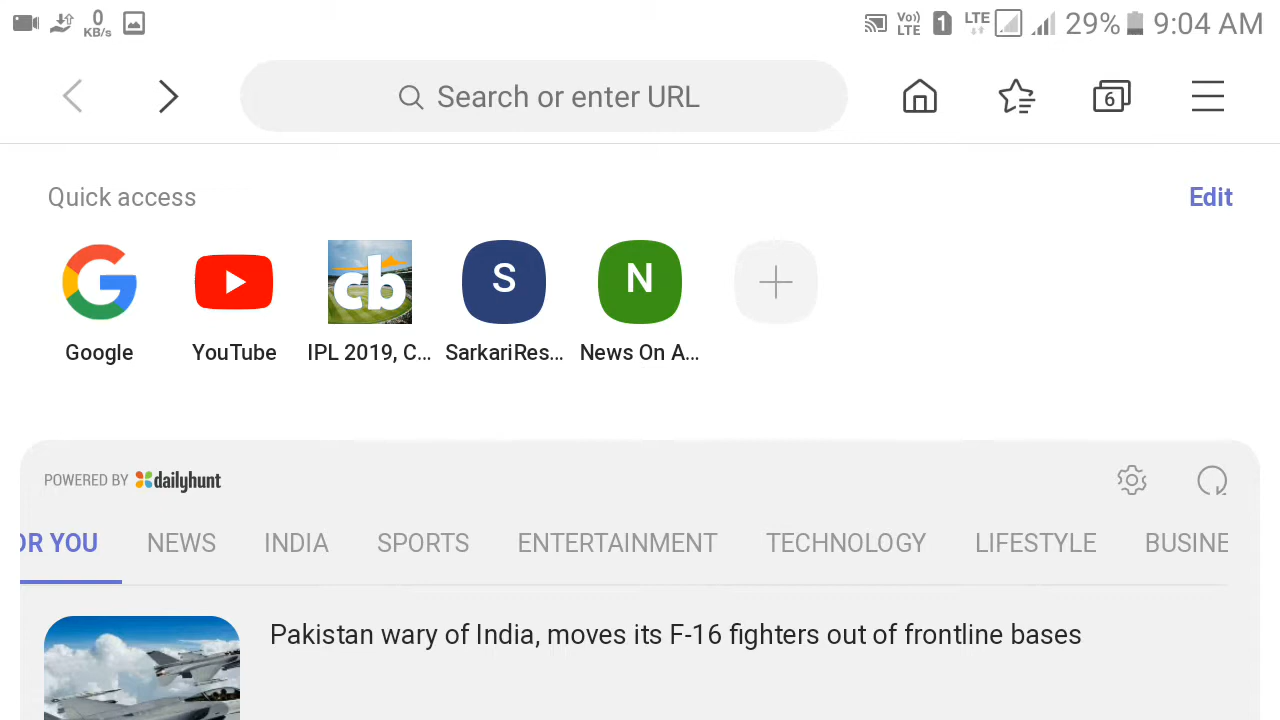 0 KB/s Vo) LTE 1 LTE 29% 9:04 AM
Search or enter URL 6
Quick access Edit
cb S N
Google YouTube IPL 2019, C... SarkariRes... News On A...
POWERED BY dailyhunt
OR YOU NEWS INDIA SPORTS ENTERTAINMENT TECHNOLOGY LIFESTYLE BUSINE
Pakistan wary of India, moves its F-16 fighters out of frontline bases